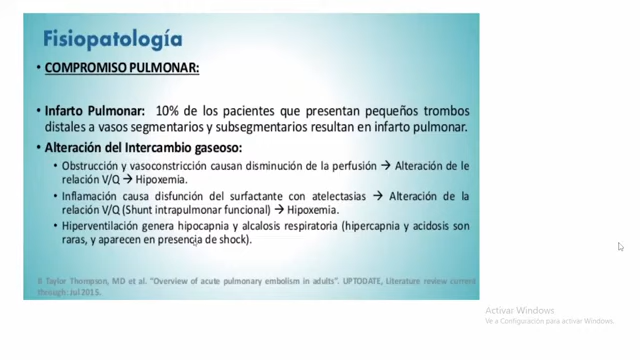 Fisiopatología
• COMPROMISO PULMONAR:
• Infarto Pulmonar: 10% de los pacientes que presentan pequeños trombos
distales a vasos segmentarios y subsegmentarios resultan en infarto pulmonar.
• Alteración del Intercambio gaseoso:
• Obstrucción y vasoconstricción causan disminución de la perfusión → Alteración de le
relación V/Q → Hipoxemia.
• Inflamación causa disfunción del surfactante con atelectasias → Alteración de la
relación V/Q (Shunt intrapulmonar funcional) → Hipoxemia.
• Hiperventilación genera hipocapnia y alcalosis respiratoria (hipercapnia y acidosis son
raras, y aparecen en presencia de shock).
Taylor Thompson, MD et al. "Overview of acute pulmonary embolism in adults". UPTODATE, Literature review current
through: Jul 2015.
Activar Windows
Ve a Configuración para activar Windows.